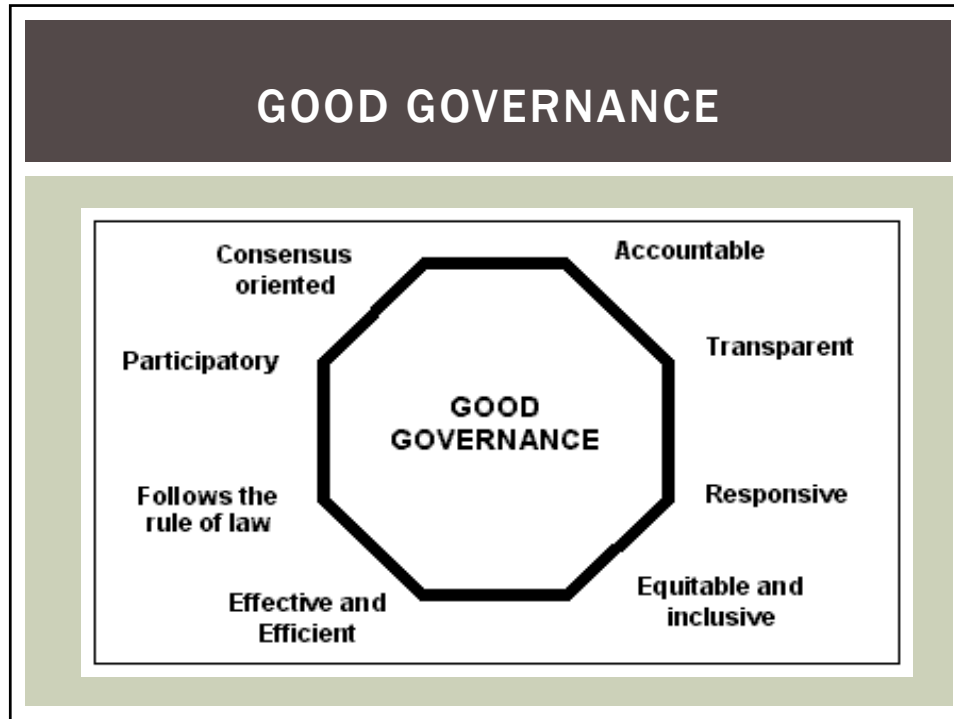 GOOD GOVERNANCE
Consensus
oriented
Accountable
Participatory
Transparent
GOOD
GOVERNANCE
Follows the
rule of law
Responsive
Effective and
Efficient
Equitable and
inclusive